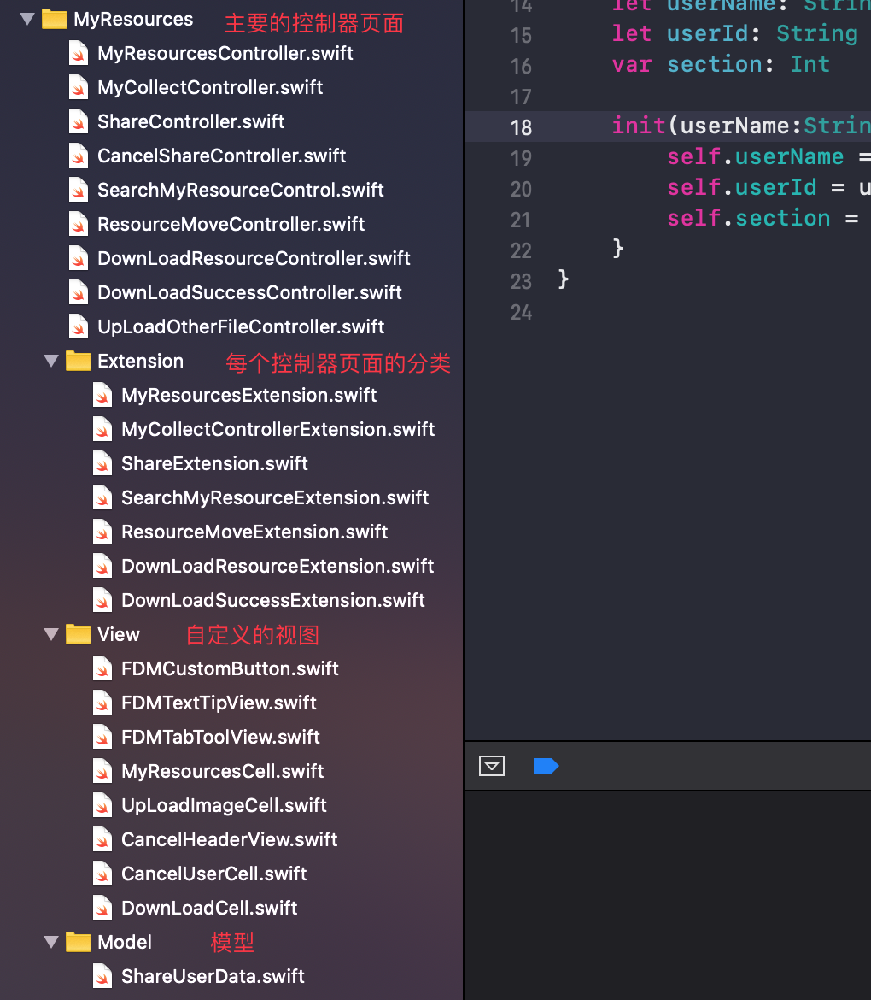 MyResources 主要的控制器页面
MyResourcesController.swift
MyCollectController.swift
ShareController.swift
CancelShareController.swift
SearchMyResourceControl.swift
ResourceMoveController.swift
DownLoadResourceController.swift
DownLoadSuccessController.swift
UpLoadOtherFileController.swift
Extension 每个控制器页面的分类
MyResourcesExtension.swift
MyCollectControllerExtension.swift
ShareExtension.swift
SearchMyResourceExtension.swift
ResourceMoveExtension.swift
DownLoadResourceExtension.swift
DownLoadSuccessExtension.swift
View 自定义的视图
FDMCustomButton.swift
FDMTextTipView.swift
FDMTabToolView.swift
MyResourcesCell.swift
UpLoadImageCell.swift
CancelHeaderView.swift
CancelUserCell.swift
DownLoadCell.swift
Model 模型
ShareUserData.swift
14 let userName: Strin
15 let userId: String
16 var section: Int
17
18 init(userName:Strin
19 self.userName =
20 self.userId = u
21 self.section =
22 }
23 }
24